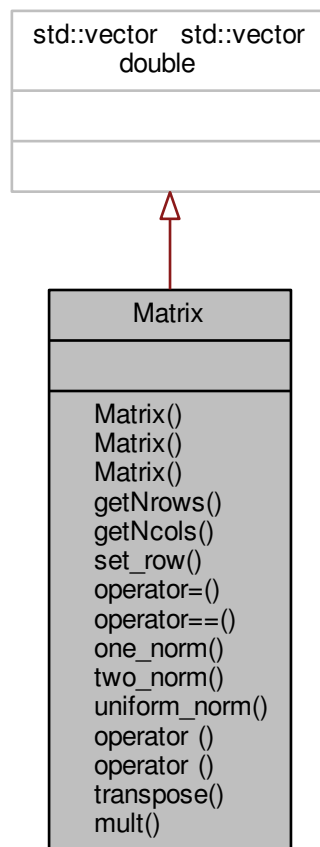 std::vector std::vector
double
Matrix
Matrix()
Matrix()
Matrix()
getNrows()
getNcols()
set_row()
operator=()
operator==()
one_norm()
two_norm()
uniform_norm()
operator ()
operator ()
transpose()
mult()